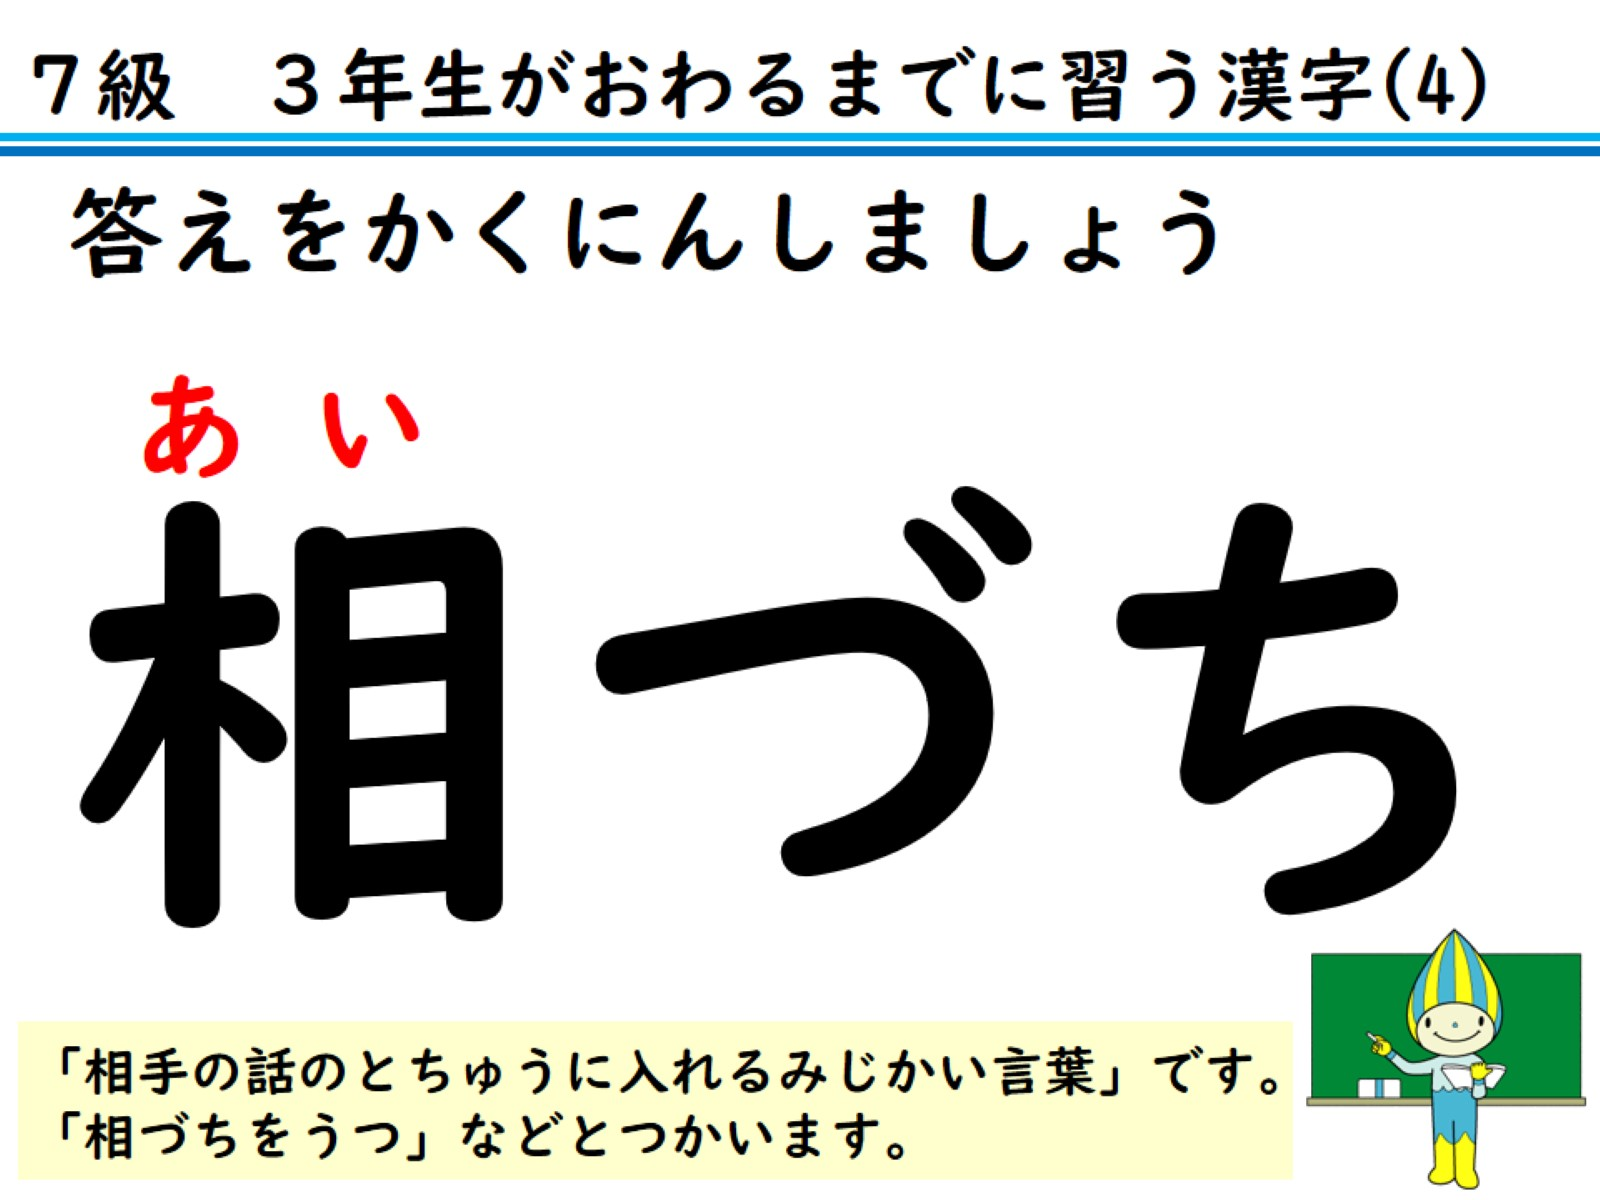 ７級　３年生がおわるまでに習う漢字(4)
答えをかくにんしましょう
あい
相づち
「相手の話のとちゅうに入れるみじかい言葉」です。
「相づちをうつ」などとつかいます。